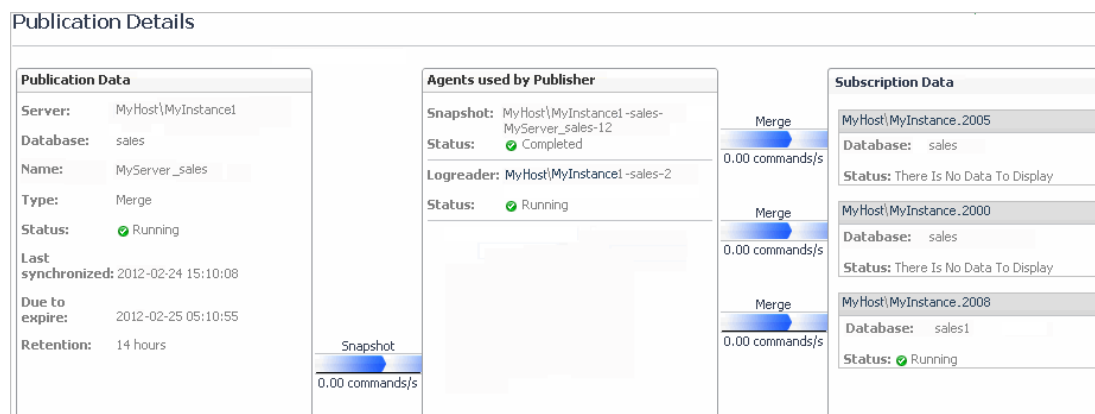 Publication Details
Publication Data
Server: MyHost\MyInstance1
Database: sales
Name: MyServer_sales
Type: Merge
Status: Running
Last
synchronized: 2012-02-24 15:10:08
Due to
expire: 2012-02-25 05:10:55
Retention: 14 hours
Snapshot
0.00 commands/s
Agents used by Publisher
Snapshot: MyHost\MyInstance1-sales-
MyServer_sales-12
Status: Completed
Logreader: MyHost\MyInstance1-sales-2
Status: Running
Merge
0.00 commands/s
Merge
0.00 commands/s
Merge
0.00 commands/s
Subscription Data
MyHost\MyInstance.2005
Database: sales
Status: There Is No Data To Display
MyHost\MyInstance.2000
Database: sales
Status: There Is No Data To Display
MyHost\MyInstance.2008
Database: sales1
Status: Running